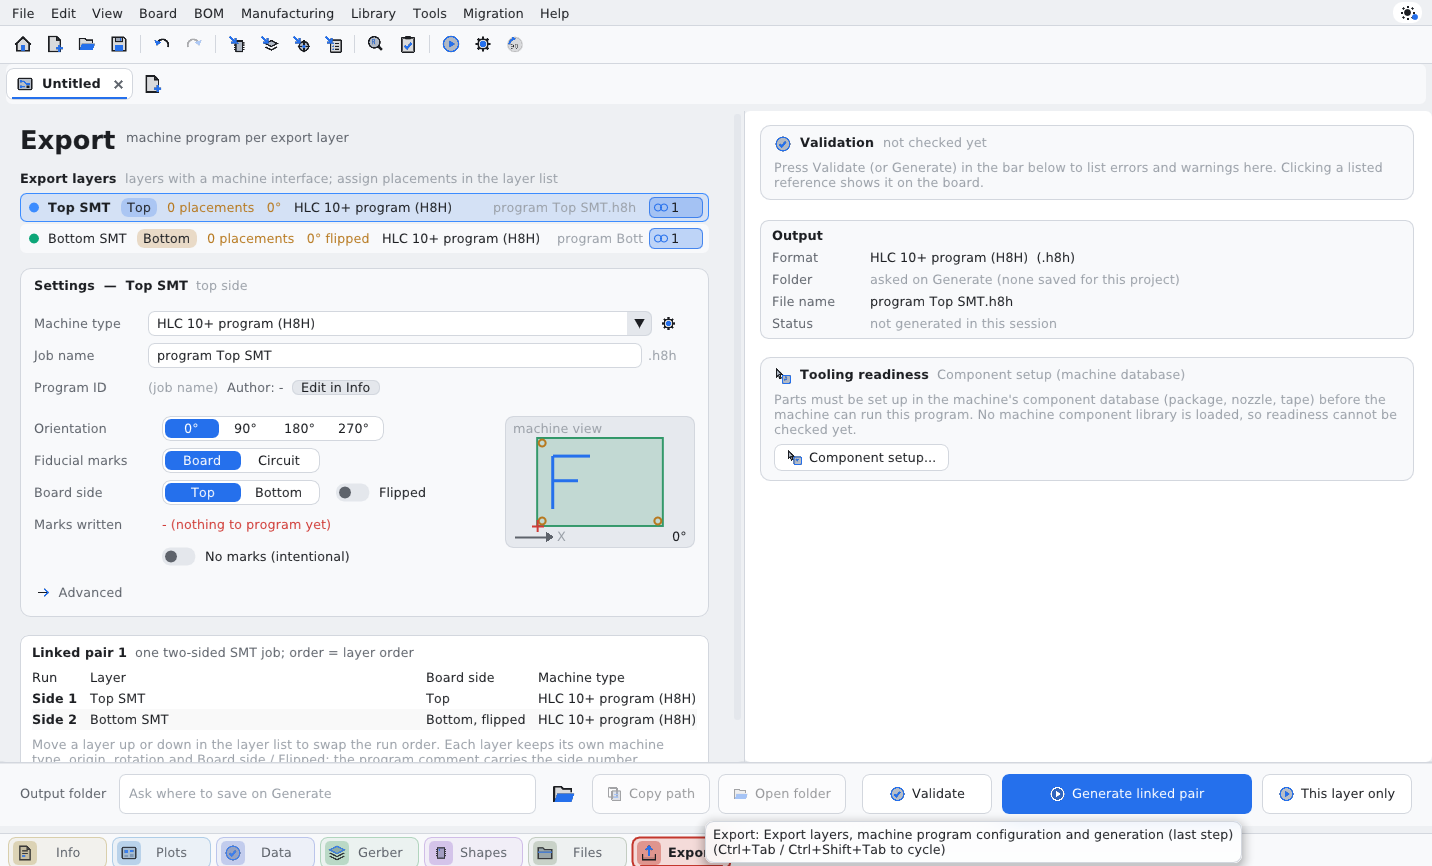 File Edit View Board BOM Manufacturing Library Tools Migration Help
Untitled
Export machine program per export layer
Export layers layers with a machine interface; assign placements in the layer list
Top SMT Top 0 placements 0° HLC 10+ program (H8H) program Top SMT.h8h 1
Bottom SMT Bottom 0 placements 0° flipped HLC 10+ program (H8H) program Bott 1
Settings — Top SMT top side
Machine type HLC 10+ program (H8H)
Job name program Top SMT .h8h
Program ID (job name) Author: - Edit in Info
Orientation 0° 90° 180° 270°
Fiducial marks Board Circuit
Board side Top Bottom Flipped
Marks written - (nothing to program yet)
No marks (intentional)
machine view
F
X 0°
Advanced
Linked pair 1 one two-sided SMT job; order = layer order
Run Layer Board side Machine type
Side 1 Top SMT Top HLC 10+ program (H8H)
Side 2 Bottom SMT Bottom, flipped HLC 10+ program (H8H)
Move a layer up or down in the layer list to swap the run order. Each layer keeps its own machine
type, origin, rotation and Board side / Flipped; the program comment carries the side number.
Validation not checked yet
Press Validate (or Generate) in the bar below to list errors and warnings here. Clicking a listed
reference shows it on the board.
Output
Format HLC 10+ program (H8H) (.h8h)
Folder asked on Generate (none saved for this project)
File name program Top SMT.h8h
Status not generated in this session
Tooling readiness Component setup (machine database)
Parts must be set up in the machine's component database (package, nozzle, tape) before the
machine can run this program. No machine component library is loaded, so readiness cannot be
checked yet.
Component setup...
Output folder Ask where to save on Generate Copy path Open folder Validate Generate linked pair This layer only
Info Plots Data Gerber Shapes Files
Export: Export layers, machine program configuration and generation (last step)
(Ctrl+Tab / Ctrl+Shift+Tab to cycle)